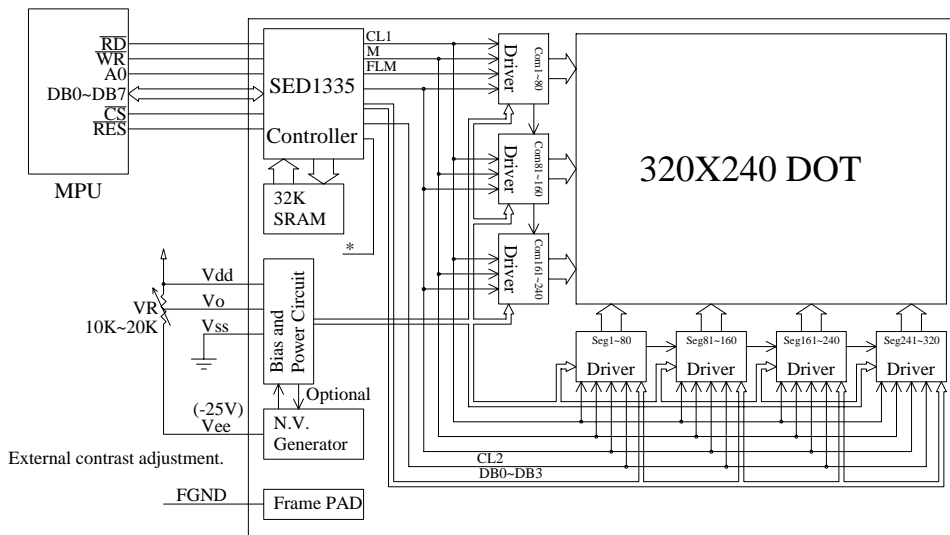 RD
WR
A0
DB0~DB7
CS
RES
MPU
SED1335
Controller
32K
SRAM
*
CL1
M
FLM
Driver
Com1~80
Driver
Com81~160
Driver
Com161~240
320X240 DOT
Vdd
Vo
VR
10K~20K
Vss
Bias and
Power Circuit
Optional
(-25V)
Vee
N.V.
Generator
External contrast adjustment.
FGND
Frame PAD
Seg1~80
Driver
Seg81~160
Driver
Seg161~240
Driver
Seg241~320
Driver
CL2
DB0~DB3